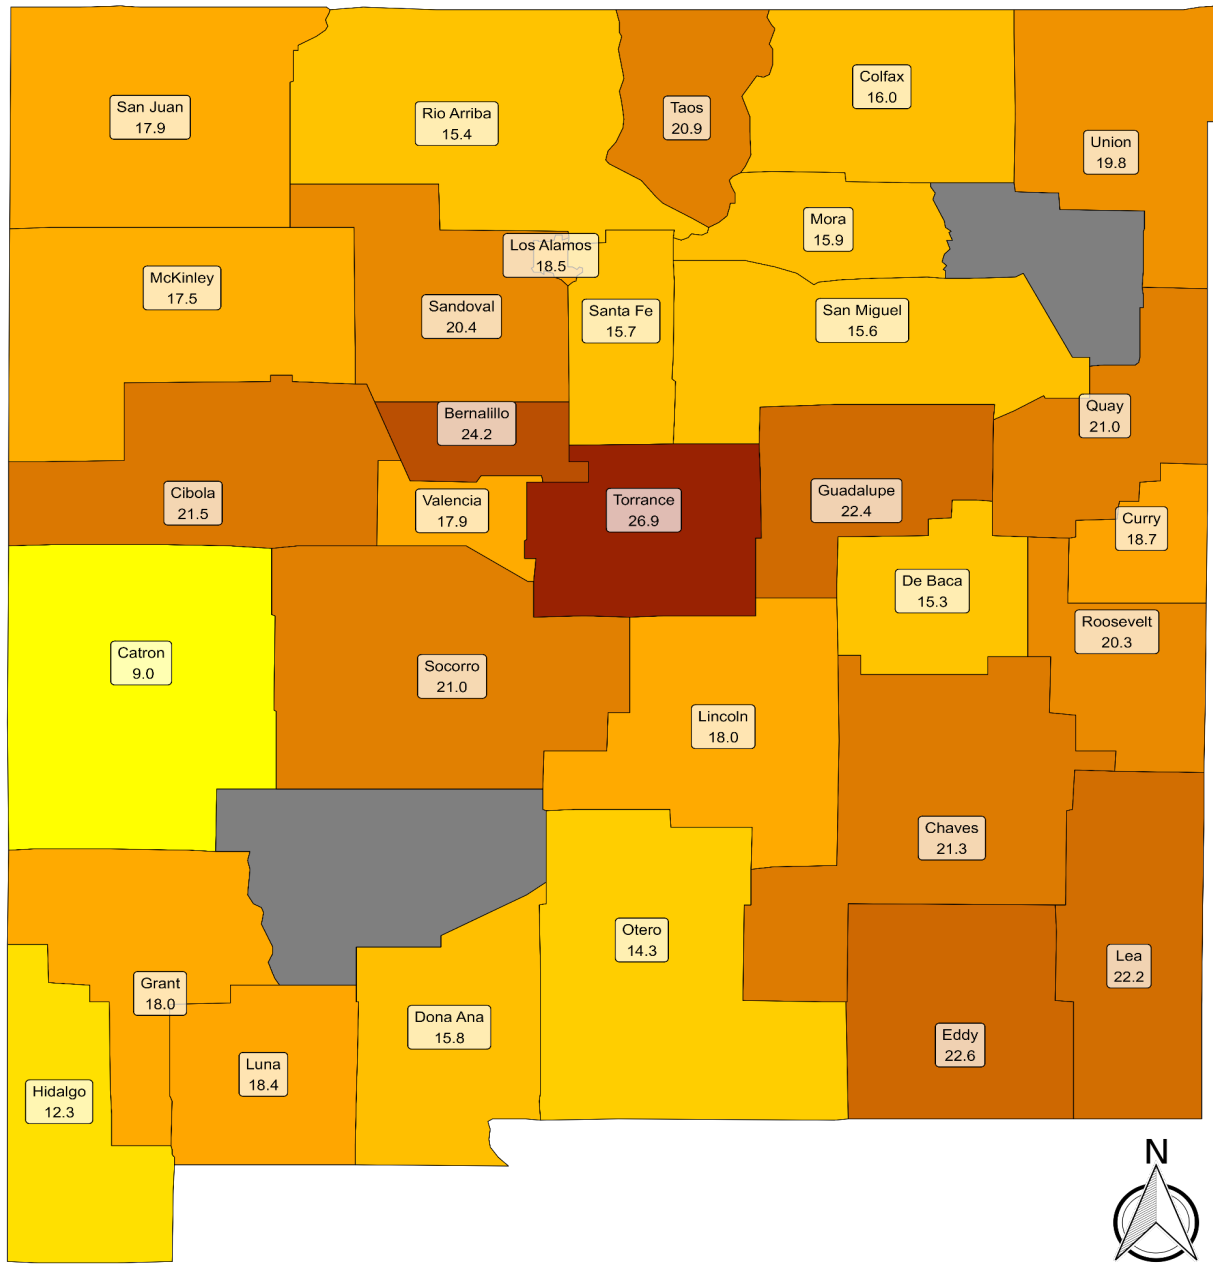 San Juan
17.9
Rio Arriba
15.4
Taos
20.9
Colfax
16.0
Union
19.8
Mora
15.9
Los Alamos
18.5
McKinley
17.5
Sandoval
20.4
Santa Fe
15.7
San Miguel
15.6
Bernalillo
24.2
Quay
21.0
Cibola
21.5
Valencia
17.9
Torrance
26.9
Guadalupe
22.4
Curry
18.7
De Baca
15.3
Roosevelt
20.3
Catron
9.0
Socorro
21.0
Lincoln
18.0
Chaves
21.3
Otero
14.3
Lea
22.2
Grant
18.0
Dona Ana
15.8
Eddy
22.6
Luna
18.4
Hidalgo
12.3
N